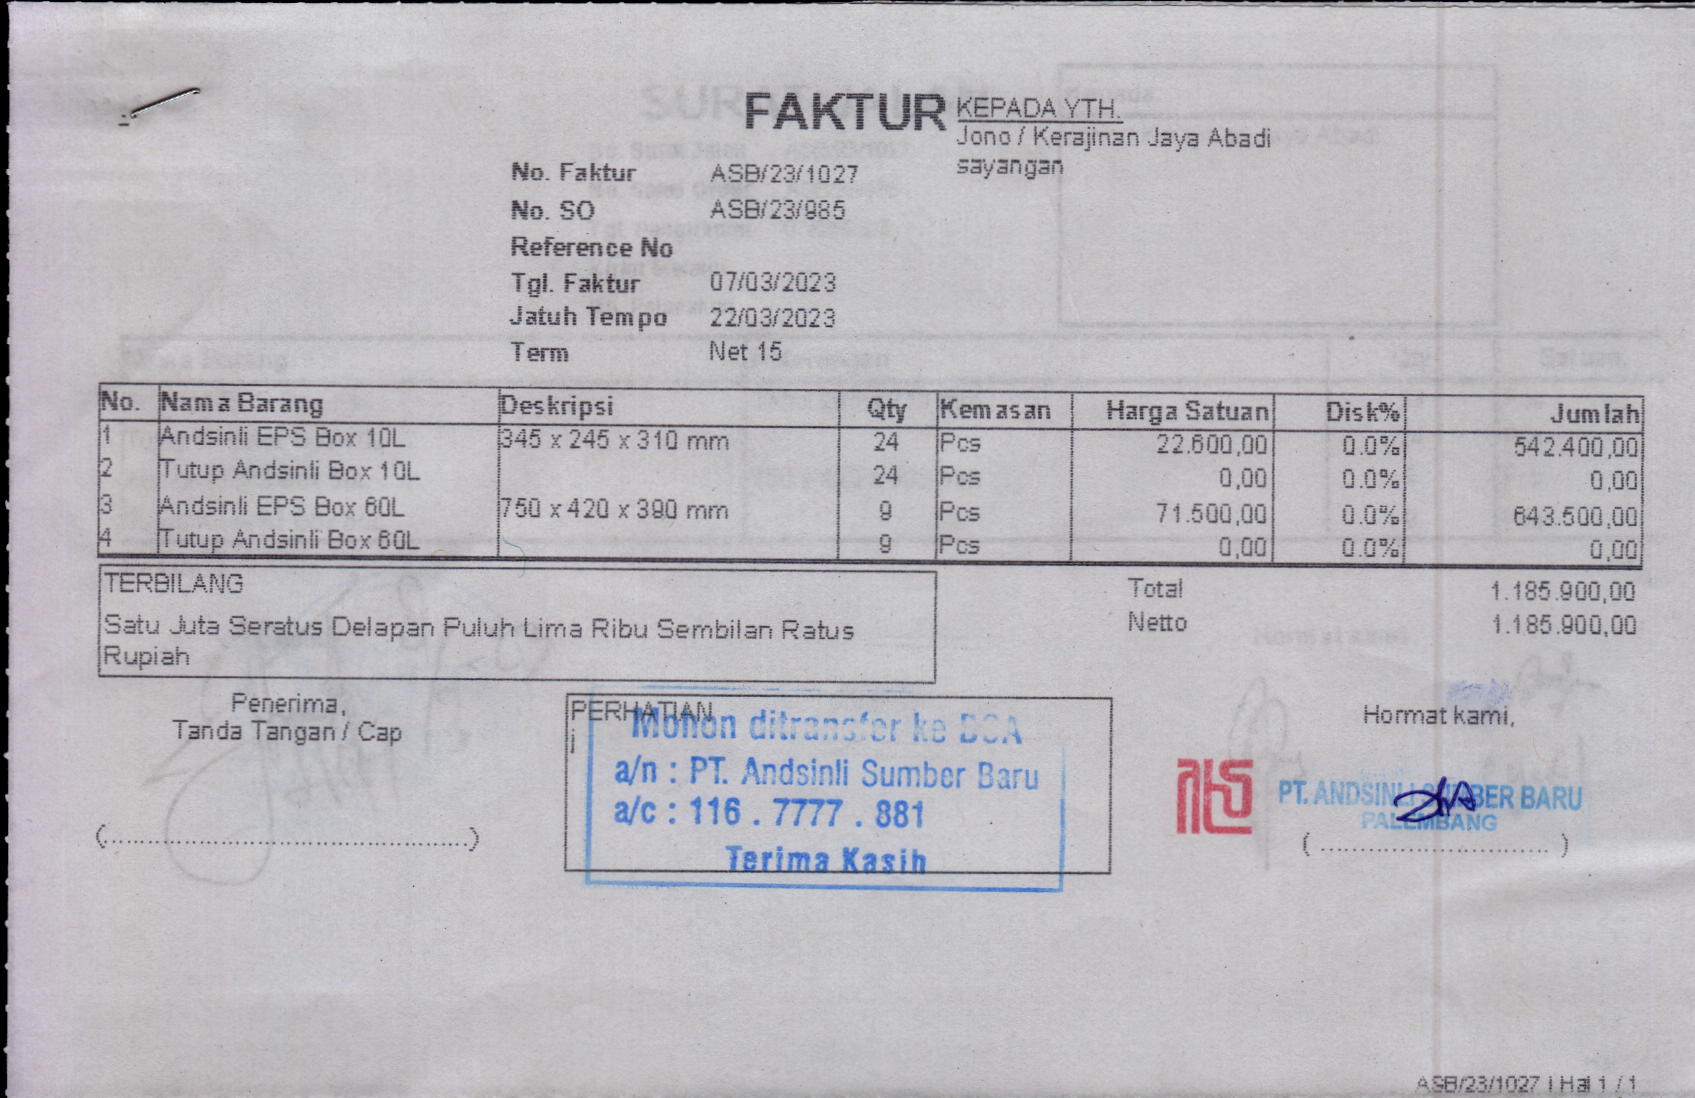 FAKTUR
KEPADA YTH.
Jono / Kerajinan Jaya Abadi
sayangan
No. Faktur ASB/23/1027
No. SO ASB/23/985
Reference No
Tgl. Faktur 07/03/2023
Jatuh Tempo 22/03/2023
Term Net 15
No. Nama Barang Deskripsi Qty Kemasan Harga Satuan Disk% Jumlah
1 Andsinli EPS Box 10L 345 x 245 x 310 mm 24 Pcs 22.600,00 0.0% 542.400,00
2 Tutup Andsinli Box 10L 24 Pcs 0,00 0.0% 0,00
3 Andsinli EPS Box 60L 750 x 420 x 390 mm 9 Pcs 71.500,00 0.0% 643.500,00
4 Tutup Andsinli Box 60L 9 Pcs 0,00 0.0% 0,00
TERBILANG
Satu Juta Seratus Delapan Puluh Lima Ribu Sembilan Ratus
Rupiah
Total 1.185.900,00
Netto 1.185.900,00
Penerima,
Tanda Tangan / Cap
(..............................................)
PERHATIAN
i
Mohon ditransfer ke BCA
a/n : PT. Andsinli Sumber Baru
a/c : 116 . 7777 . 881
Terima Kasih
Hormat kami,
PT. ANDSINLI SUMBER BARU
PALEMBANG
( ............................. )
ASB/23/1027 | Hal 1 / 1